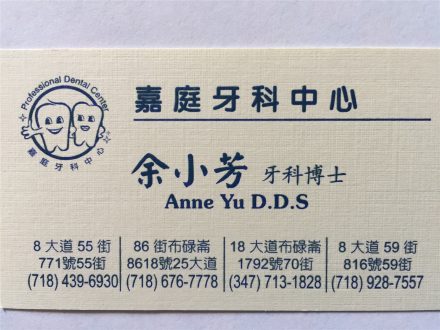 Professional Dental Center
嘉庭牙科中心
嘉庭牙科中心
余小芳 牙科博士
Anne Yu D.D.S
8 大道 55 街
771號55街
(718) 439-6930
86 街布碌崙
8618號25大道
(718) 676-7778
18 大道布碌崙
1792號70街
(347) 713-1828
8 大道 59 街
816號59街
(718) 928-7557